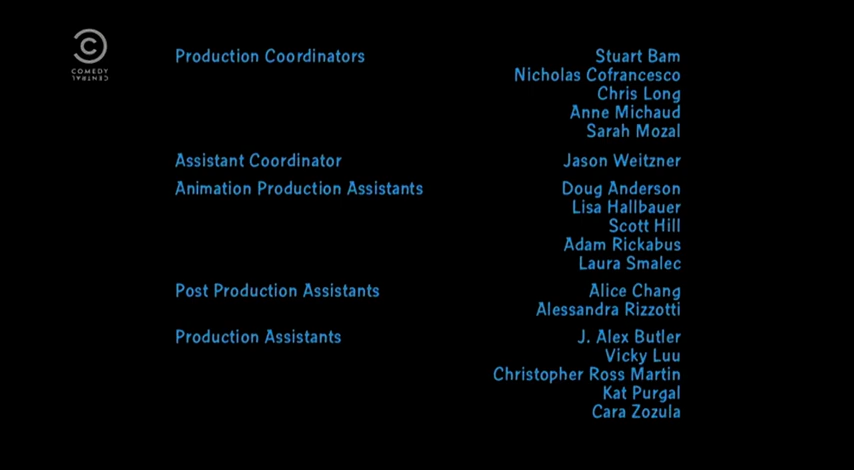 COMEDY
CENTRAL
Production Coordinators Stuart Bam
Nicholas Cofrancesco
Chris Long
Anne Michaud
Sarah Mozal
Assistant Coordinator Jason Weitzner
Animation Production Assistants Doug Anderson
Lisa Hallbauer
Scott Hill
Adam Rickabus
Laura Smalec
Post Production Assistants Alice Chang
Alessandra Rizzotti
Production Assistants J. Alex Butler
Vicky Luu
Christopher Ross Martin
Kat Purgal
Cara Zozula